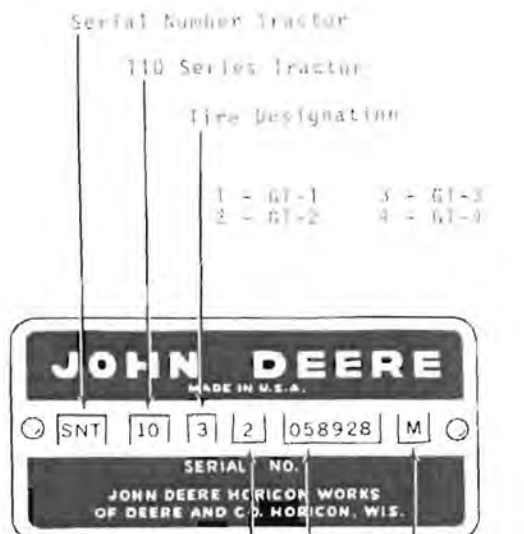 Serial Number Tractor
110 Series Tractor
Tire Designation
1 - GT-1 3 - GT-3
2 - GT-2 4 - GT-4
JOHN DEERE
MADE IN U.S.A.
SNT 10 3 2 058928 M
SERIAL NO.
JOHN DEERE HORICON WORKS
OF DEERE AND CO. HORICON, WIS.